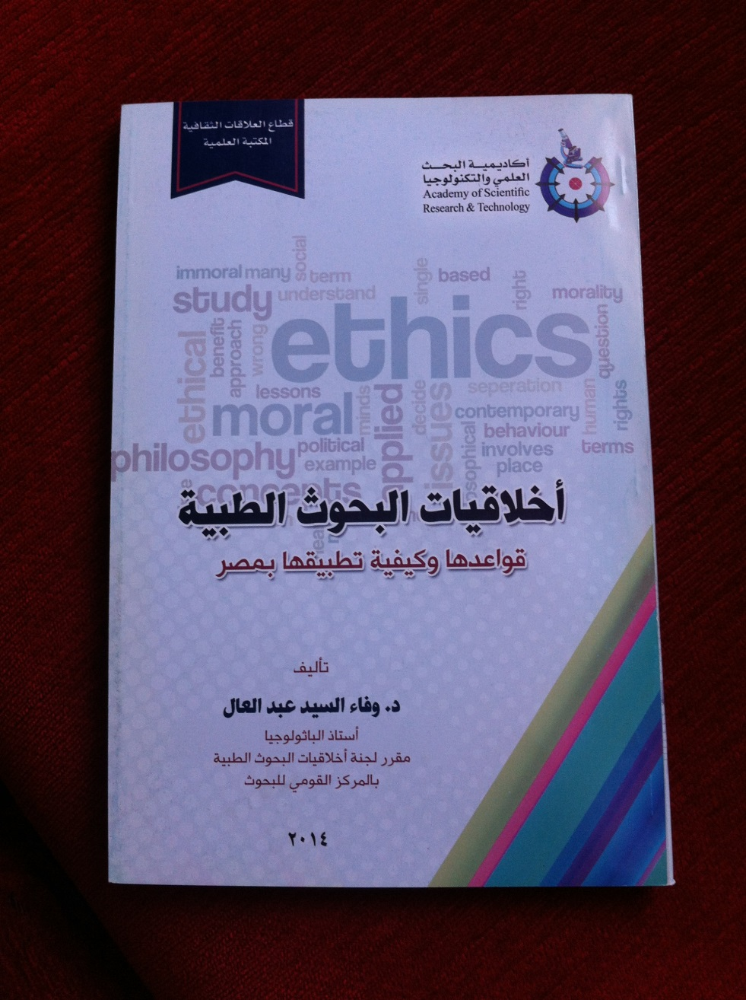 قطاع العلاقات الثقافية
المكتبة العلمية
أكاديمية البحث
العلمي والتكنولوجيا
Academy of Scientific
Research & Technology
immoral many social term single based right morality
study understand
ethics
ethical benefit approach wrong question
lessons seperation
moral minds applied decide issues contemporary human rights
behaviour
philosophy political involves terms
example place
concepts
أخلاقيات البحوث الطبية
قواعدها وكيفية تطبيقها بمصر
تأليف
د. وفاء السيد عبد العال
أستاذ الباثولوجيا
مقرر لجنة أخلاقيات البحوث الطبية
بالمركز القومي للبحوث
٢٠١٤